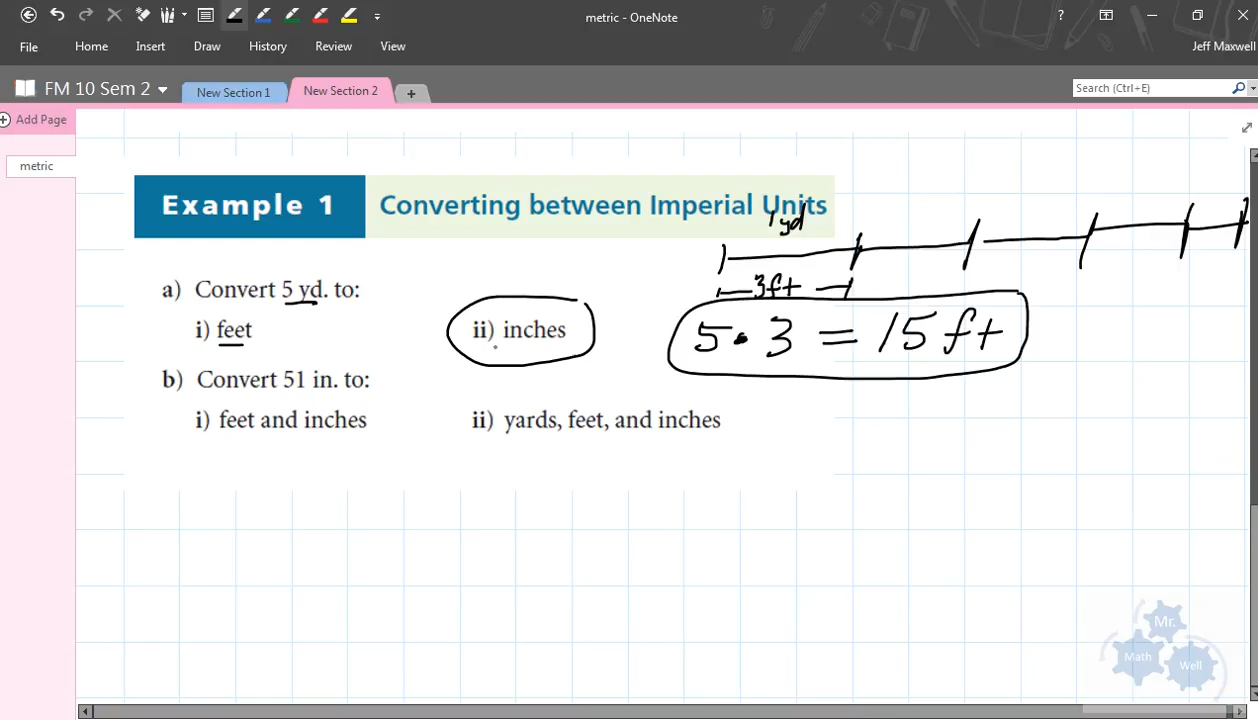 metric - OneNote
?
File Home Insert Draw History Review View
Jeff Maxwell
FM 10 Sem 2 New Section 1 New Section 2 +
Search (Ctrl+E)
Add Page
metric
Example 1 Converting between Imperial Units
1 yd
a) Convert 5 yd. to:
3ft
i) feet ii) inches
5 • 3 = 15 ft
b) Convert 51 in. to:
i) feet and inches ii) yards, feet, and inches
Mr.
Math Well